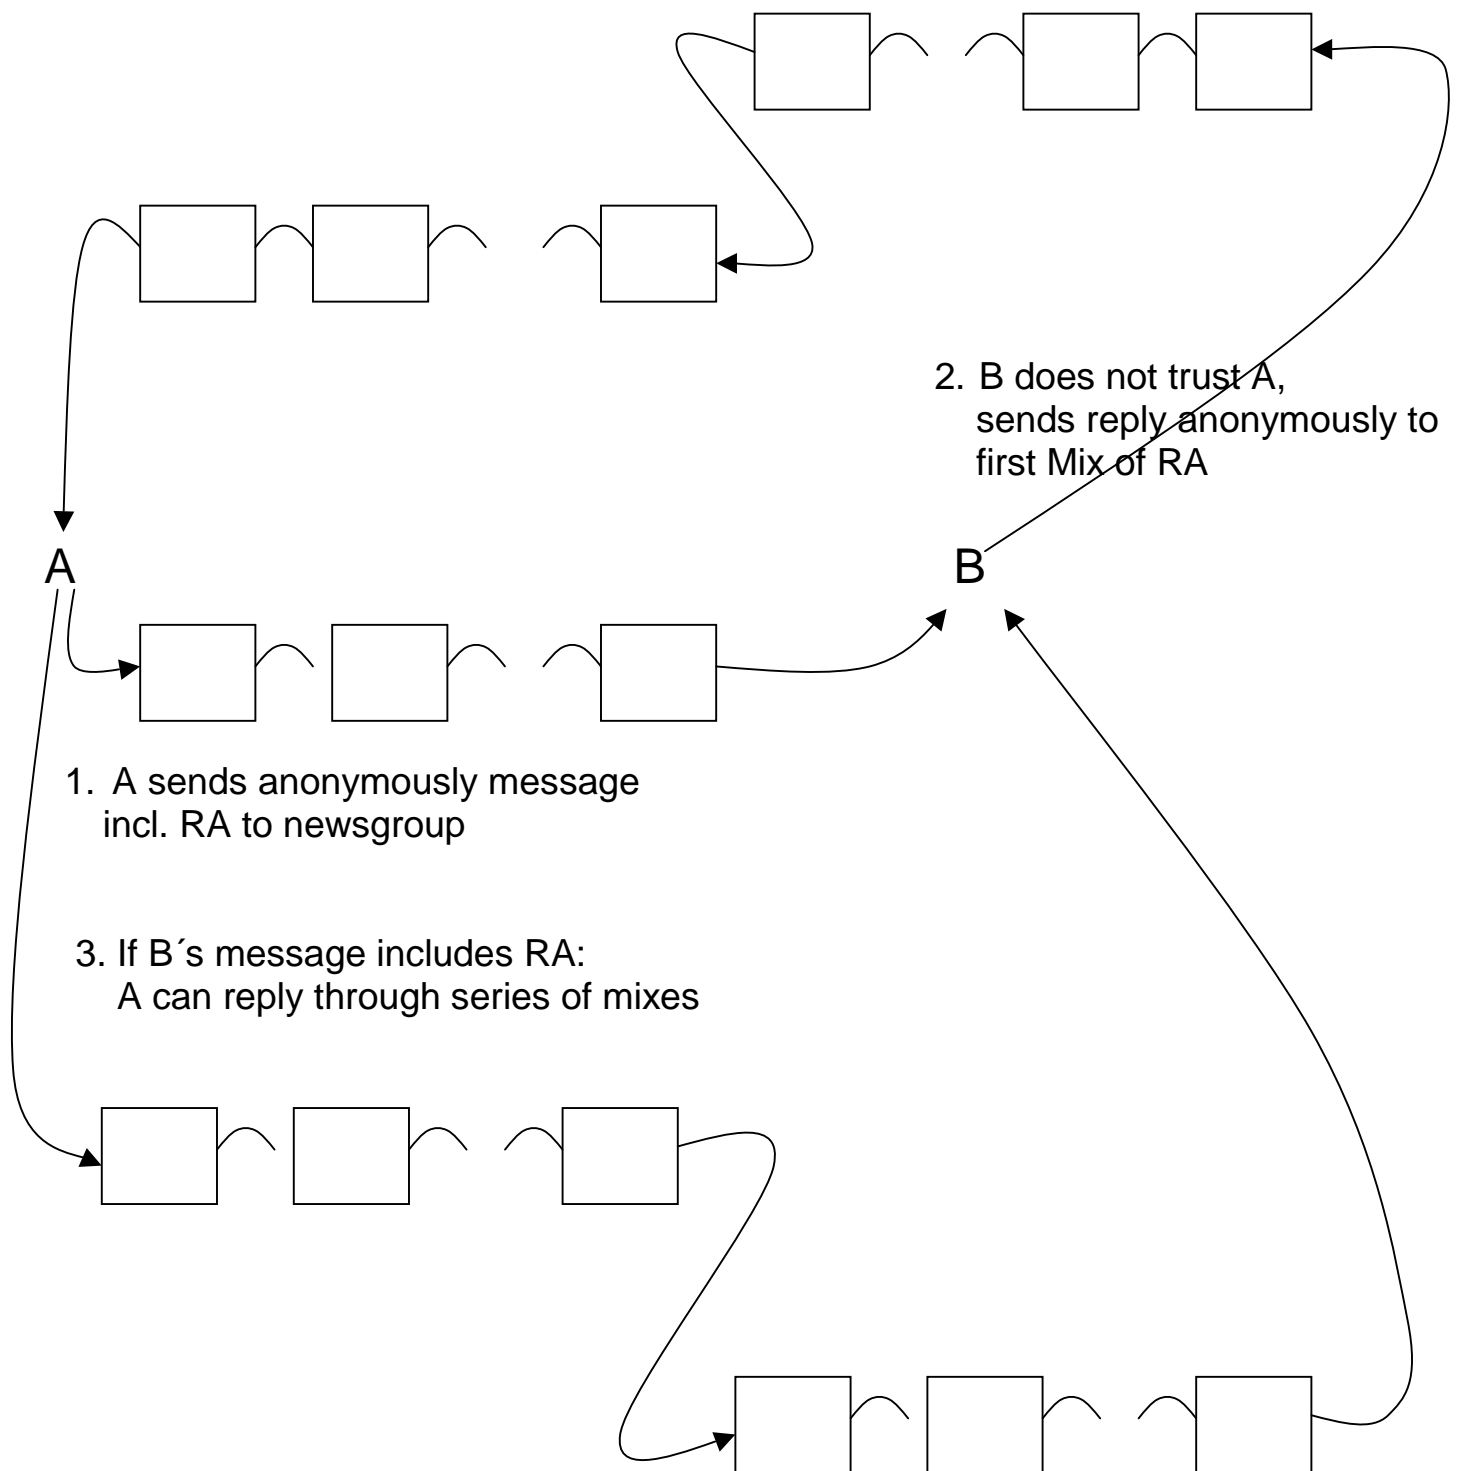 2. B does not trust A,
sends reply anonymously to
first Mix of RA
A
B
1. A sends anonymously message
incl. RA to newsgroup
3. If B´s message includes RA:
A can reply through series of mixes